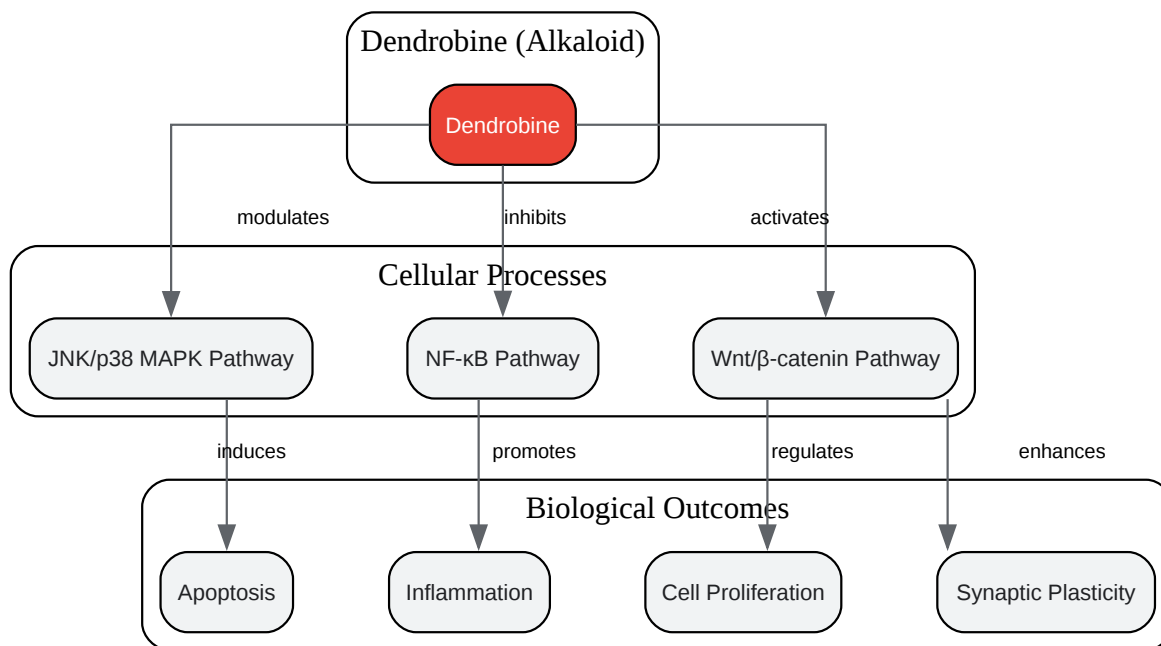 Dendrobine (Alkaloid)
Dendrobine
modulates
inhibits
activates
Cellular Processes
JNK/p38 MAPK Pathway
NF-κB Pathway
Wnt/β-catenin Pathway
induces
promotes
regulates
enhances
Biological Outcomes
Apoptosis
Inflammation
Cell Proliferation
Synaptic Plasticity